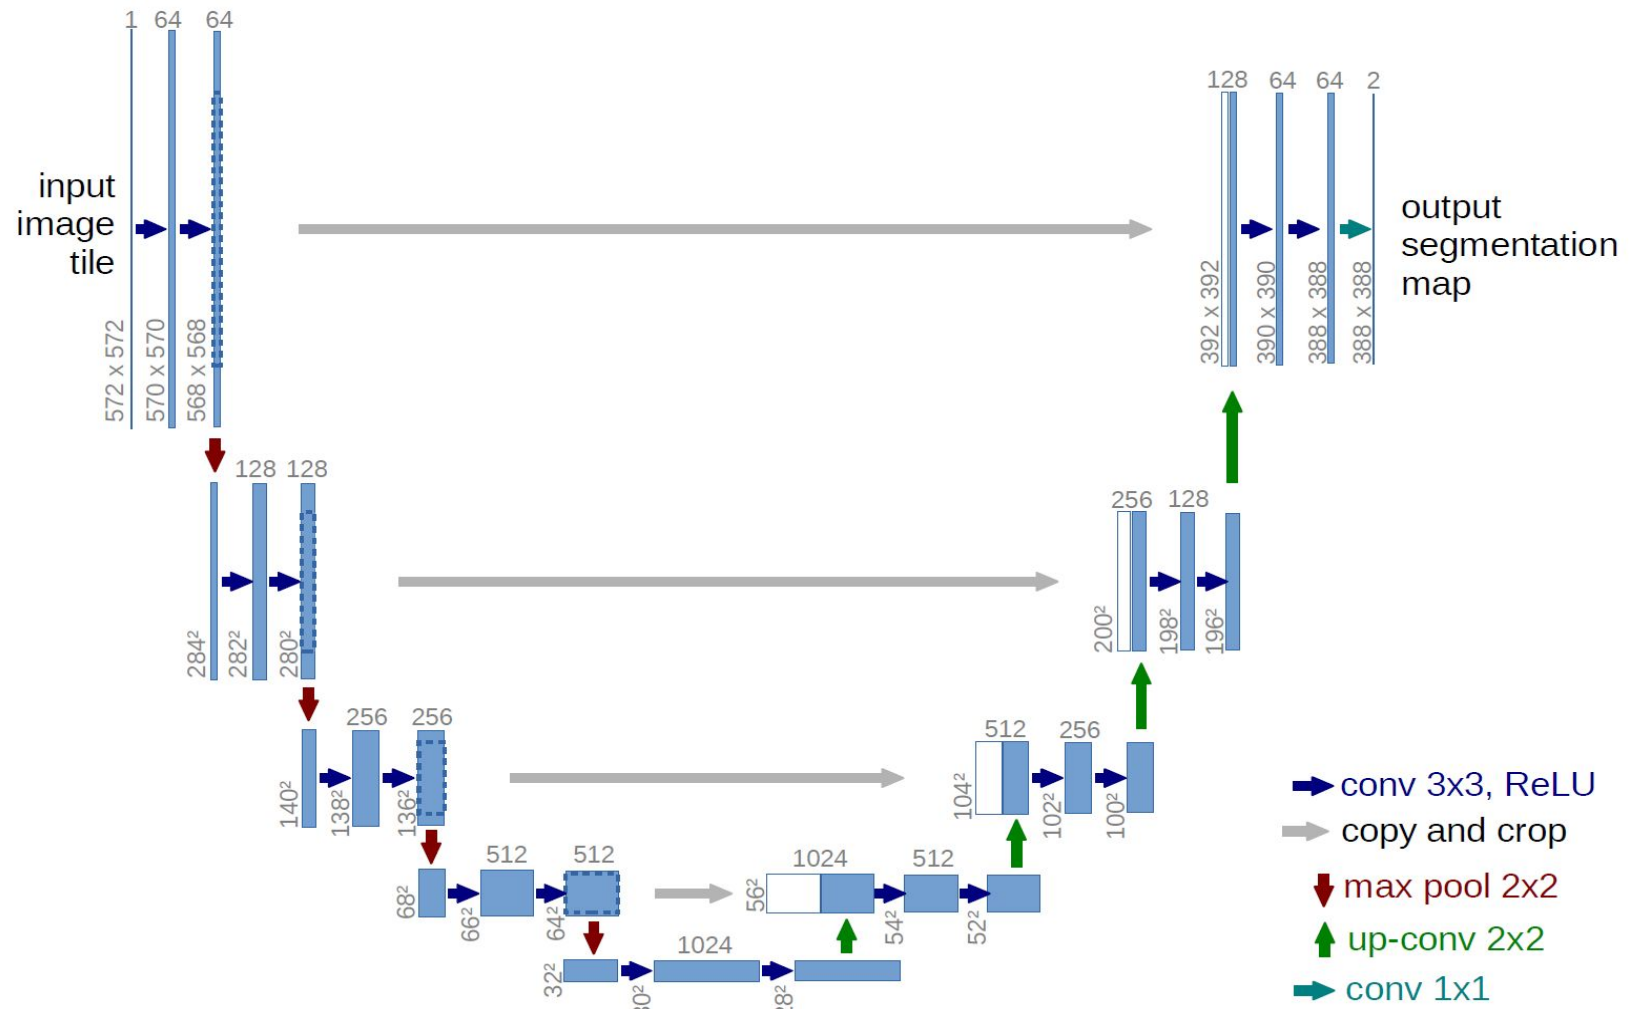 1 64 64
input
image
tile
572 x 572
570 x 570
568 x 568
128 64 64 2
392 x 392
390 x 390
388 x 388
388 x 388
output
segmentation
map
128 128
284²
282²
280²
256 128
200²
198²
196²
256 256
140²
138²
136²
512 256
104²
102²
100²
512 512
68²
66²
64²
1024 512
56²
54²
52²
1024
32²
conv 3x3, ReLU
copy and crop
max pool 2x2
up-conv 2x2
conv 1x1